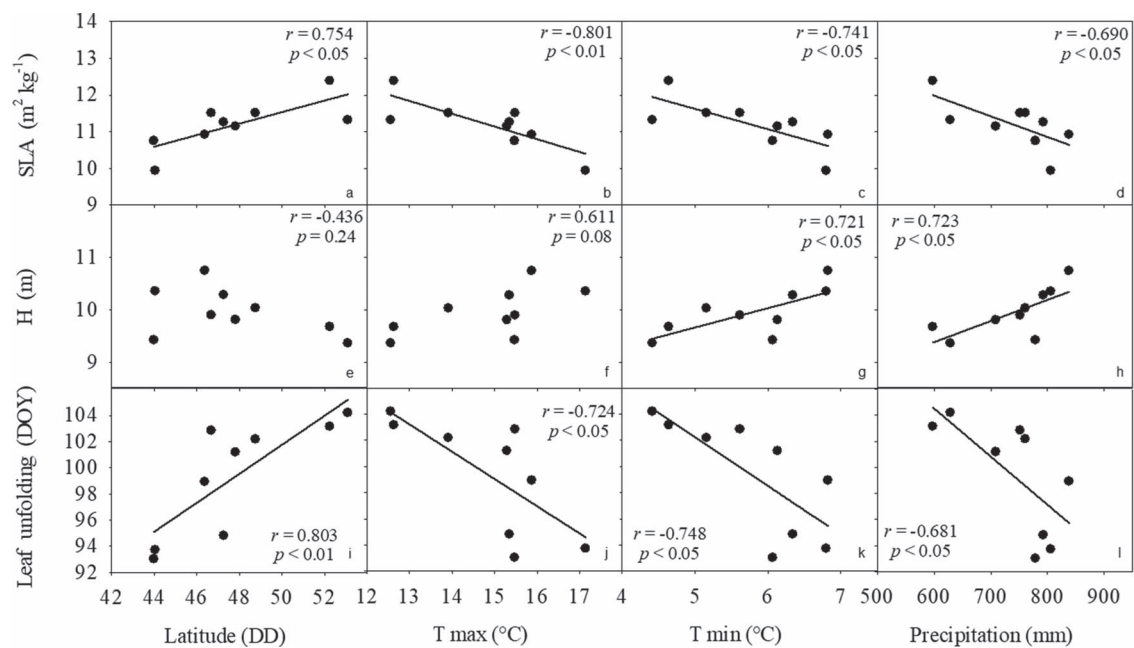 14
13
12
11
10
9
SLA (m² kg⁻¹)
r = 0.754
p < 0.05
a
r = -0.801
p < 0.01
b
r = -0.741
p < 0.05
c
r = -0.690
p < 0.05
d
11
10
9
H (m)
r = -0.436
p = 0.24
e
r = 0.611
p = 0.08
f
r = 0.721
p < 0.05
g
r = 0.723
p < 0.05
h
104
102
100
98
96
94
92
Leaf unfolding (DOY)
r = 0.803
p < 0.01
i
r = -0.724
p < 0.05
j
r = -0.748
p < 0.05
k
r = -0.681
p < 0.05
l
42 44 46 48 50 52
12 13 14 15 16 17
4 5 6 7
500 600 700 800 900
Latitude (DD)
T max (°C)
T min (°C)
Precipitation (mm)